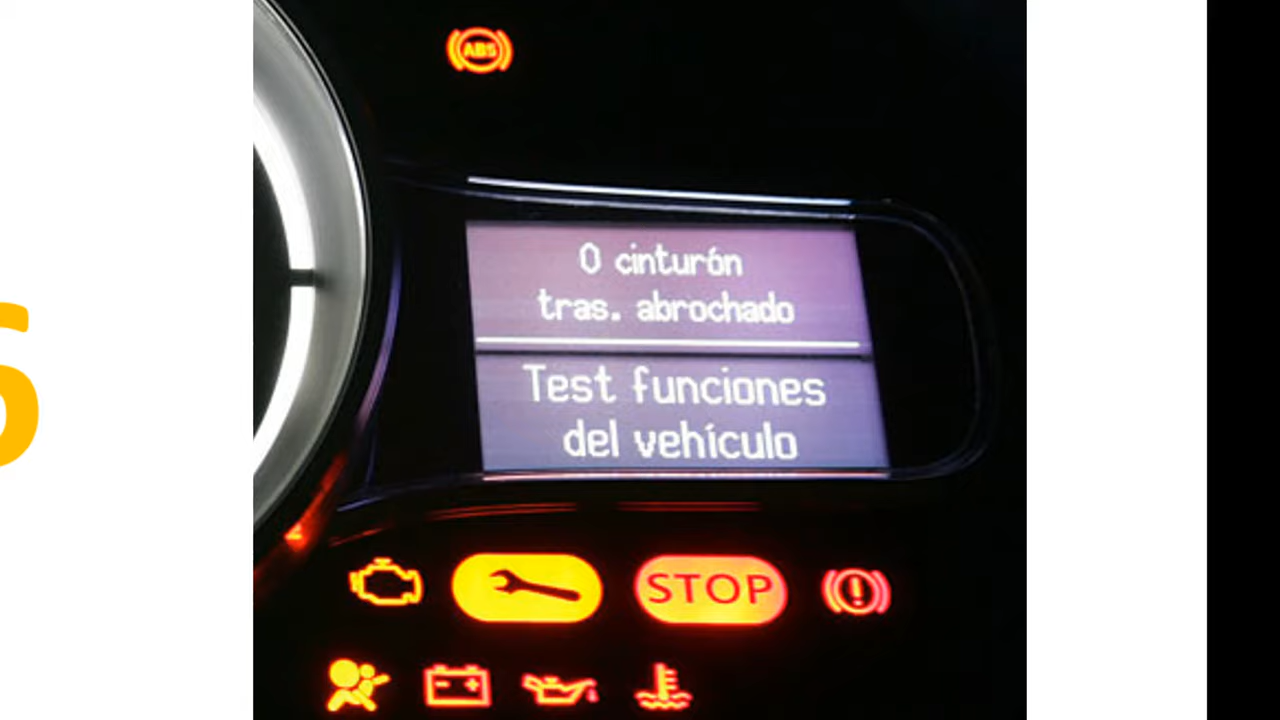 ABS
0 cinturón
tras. abrochado
Test funciones
del vehículo
STOP